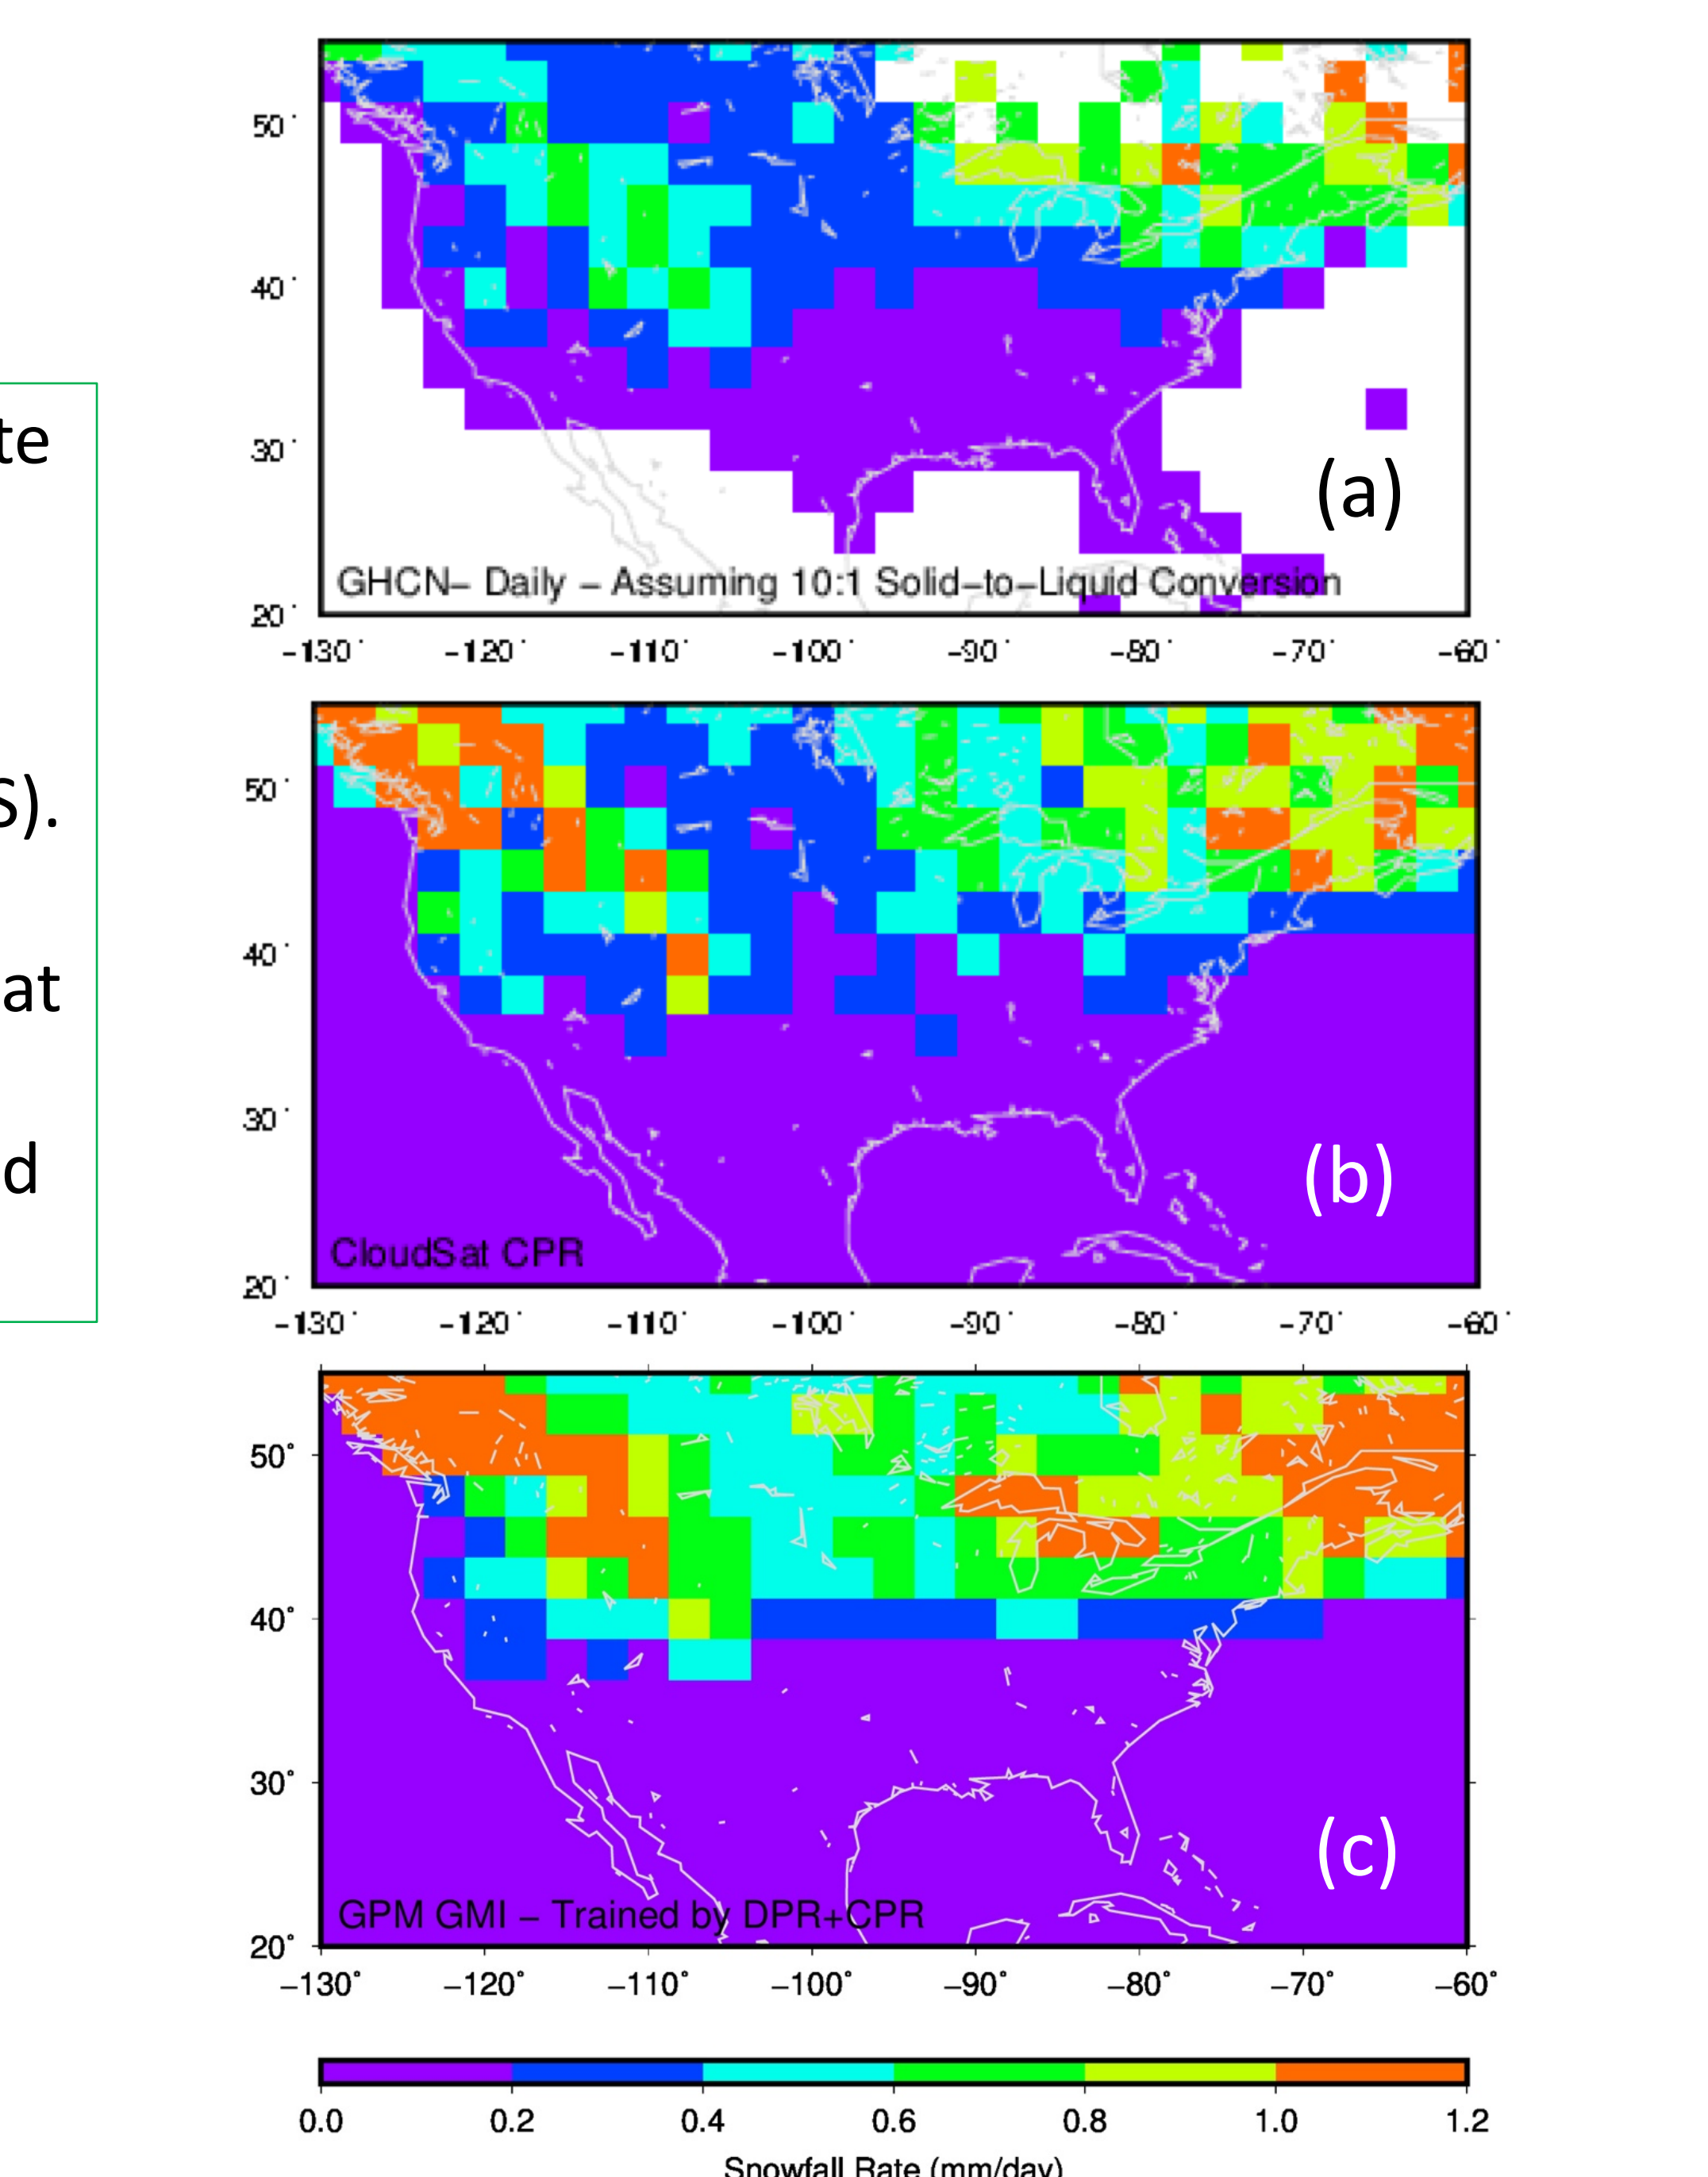 te
S).
at
d
50˚
40˚
30˚
20˚
(a)
GHCN– Daily – Assuming 10:1 Solid–to–Liquid Conversion
−130˚ −120˚ −110˚ −100˚ −90˚ −80˚ −70˚ −60˚
50˚
40˚
30˚
20˚
(b)
CloudSat CPR
−130˚ −120˚ −110˚ −100˚ −90˚ −80˚ −70˚ −60˚
50˚
40˚
30˚
20˚
(c)
GPM GMI – Trained by DPR+CPR
−130˚ −120˚ −110˚ −100˚ −90˚ −80˚ −70˚ −60˚
0.0 0.2 0.4 0.6 0.8 1.0 1.2
Snowfall Rate (mm/day)